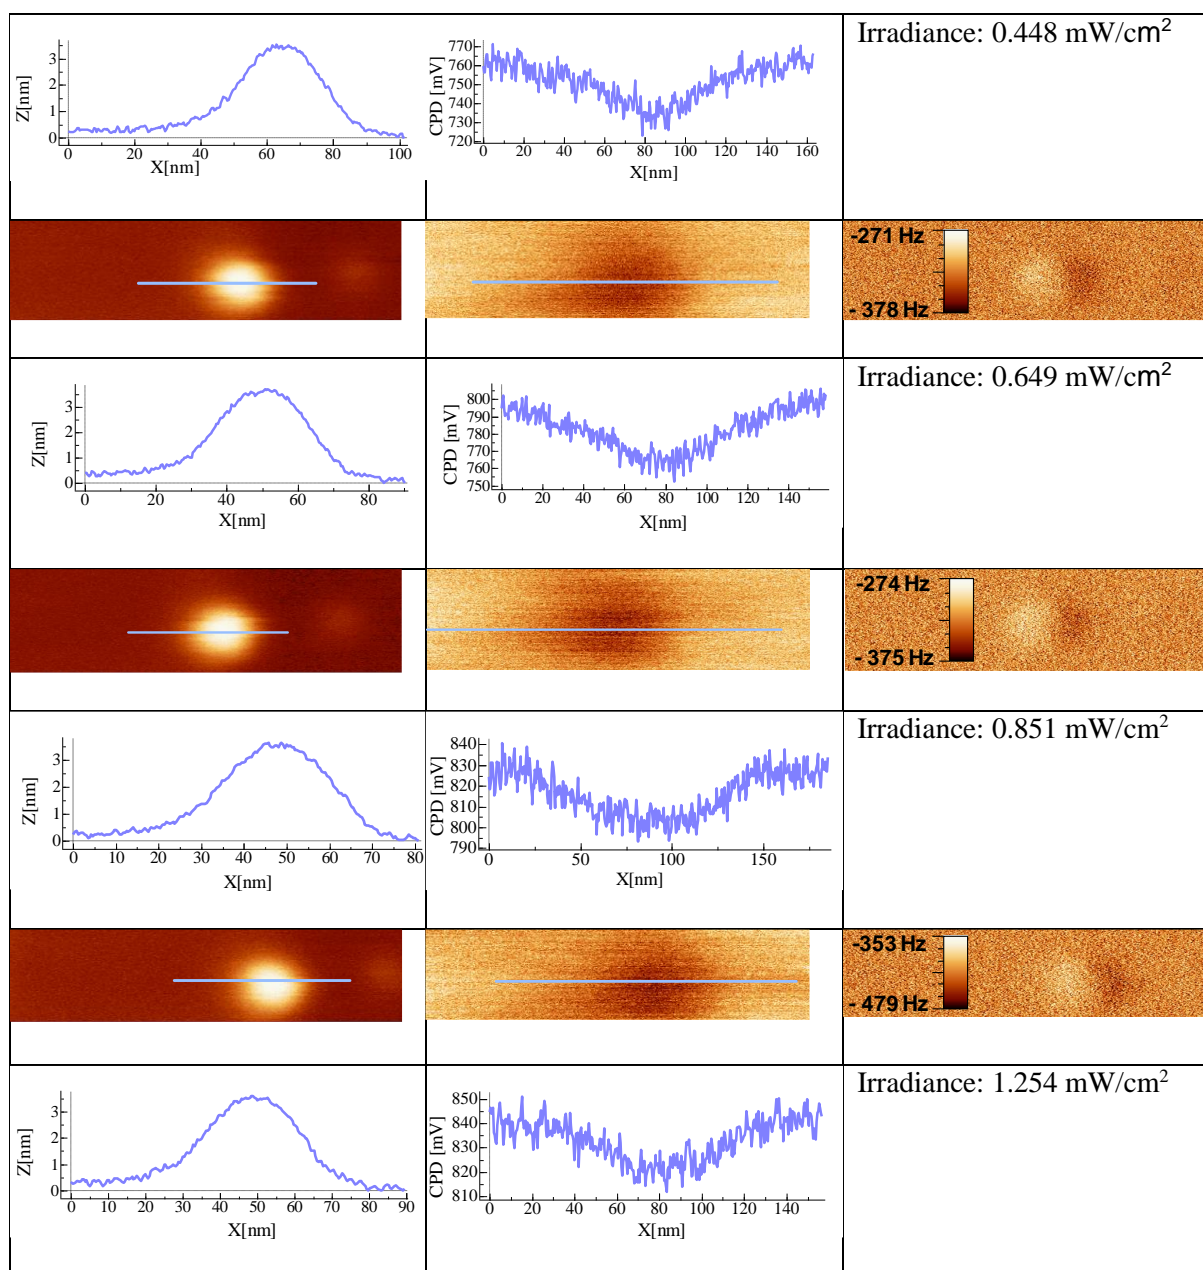 Irradiance: 0.448 mW/cm²
Z[nm]
3
2
1
0
0 20 40 60 80 100
X[nm]
CPD [mV]
770
760
750
740
730
720
0 20 40 60 80 100 120 140 160
X[nm]
-271 Hz
- 378 Hz
Irradiance: 0.649 mW/cm²
Z[nm]
3
2
1
0
0 20 40 60 80
X[nm]
CPD [mV]
800
790
780
770
760
750
0 20 40 60 80 100 120 140
X[nm]
-274 Hz
- 375 Hz
Irradiance: 0.851 mW/cm²
Z[nm]
3
2
1
0
0 10 20 30 40 50 60 70 80
X[nm]
CPD [mV]
840
830
820
810
800
790
0 50 100 150
X[nm]
-353 Hz
- 479 Hz
Irradiance: 1.254 mW/cm²
Z[nm]
3
2
1
0
0 10 20 30 40 50 60 70 80 90
X[nm]
CPD [mV]
850
840
830
820
810
0 20 40 60 80 100 120 140
X[nm]